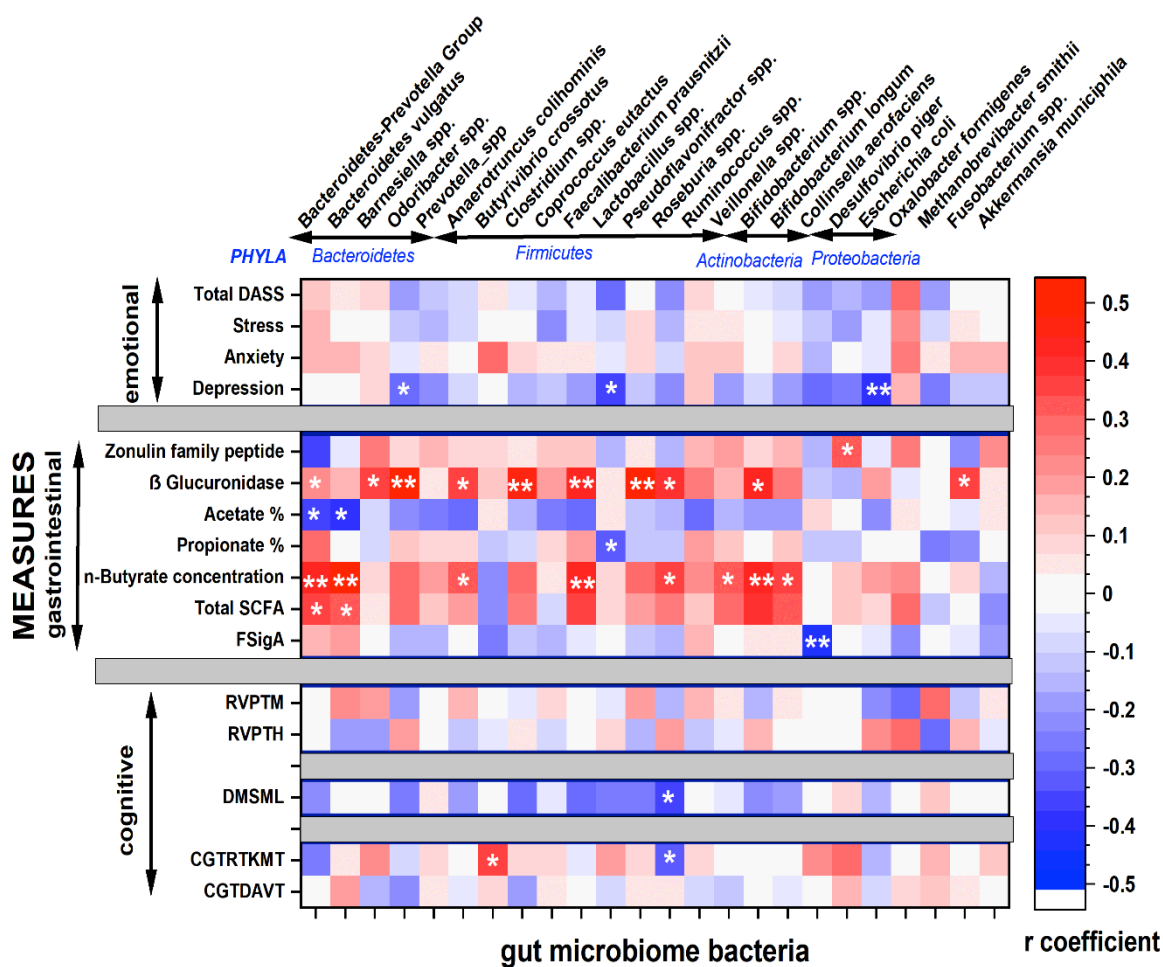 Bacteroidetes-Prevotella Group
Bacteroidetes vulgatus
Barnesiella spp.
Odoribacter spp.
Prevotella_spp
Anaerotruncus colihominis
Butyrivibrio crossotus
Clostridium spp.
Coprococcus eutactus
Faecalibacterium prausnitzii
Lactobacillus spp.
Pseudoflavonifractor spp.
Roseburia spp.
Ruminococcus spp.
Veillonella spp.
Bifidobacterium spp.
Bifidobacterium longum
Collinsella aerofaciens
Desulfovibrio piger
Escherichia coli
Oxalobacter formigenes
Methanobrevibacter smithii
Fusobacterium spp.
Akkermansia municiphila
PHYLA Bacteroidetes Firmicutes Actinobacteria Proteobacteria
MEASURES
emotional
Total DASS
Stress
Anxiety
Depression * * **
gastrointestinal
Zonulin family peptide *
ß Glucuronidase * * ** * ** ** ** * * *
Acetate % * *
Propionate % *
n-Butyrate concentration ** ** * ** * * ** *
Total SCFA * *
FSigA **
cognitive
RVPTM
RVPTH
DMSML *
CGTRTKMT * *
CGTDAVT
gut microbiome bacteria
0.5
0.4
0.3
0.2
0.1
0
-0.1
-0.2
-0.3
-0.4
-0.5
r coefficient